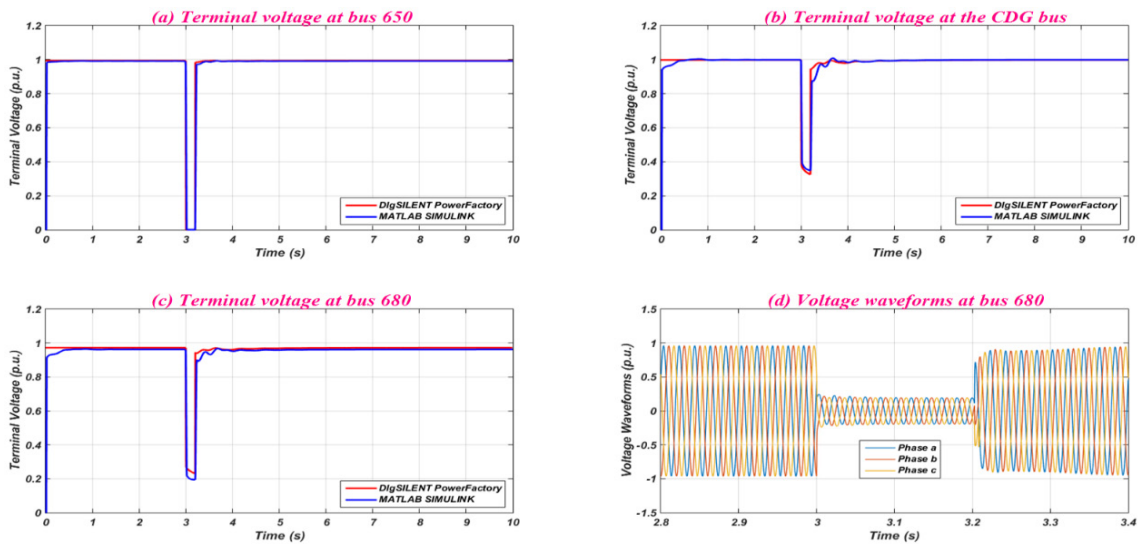 (a) Terminal voltage at bus 650
Terminal Voltage (p.u.)
1.2
1
0.8
0.6
0.4
0.2
0
0 1 2 3 4 5 6 7 8 9 10
Time (s)
DIgSILENT PowerFactory
MATLAB SIMULINK
(b) Terminal voltage at the CDG bus
Terminal Voltage (p.u.)
1.2
1
0.8
0.6
0.4
0.2
0
0 1 2 3 4 5 6 7 8 9 10
Time (s)
DIgSILENT PowerFactory
MATLAB SIMULINK
(c) Terminal voltage at bus 680
Terminal Voltage (p.u.)
1.2
1
0.8
0.6
0.4
0.2
0
0 1 2 3 4 5 6 7 8 9 10
Time (s)
DIgSILENT PowerFactory
MATLAB SIMULINK
(d) Voltage waveforms at bus 680
Voltage Waveforms (p.u.)
1.5
1
0.5
0
-0.5
-1
-1.5
2.8 2.9 3 3.1 3.2 3.3 3.4
Time (s)
Phase a
Phase b
Phase c